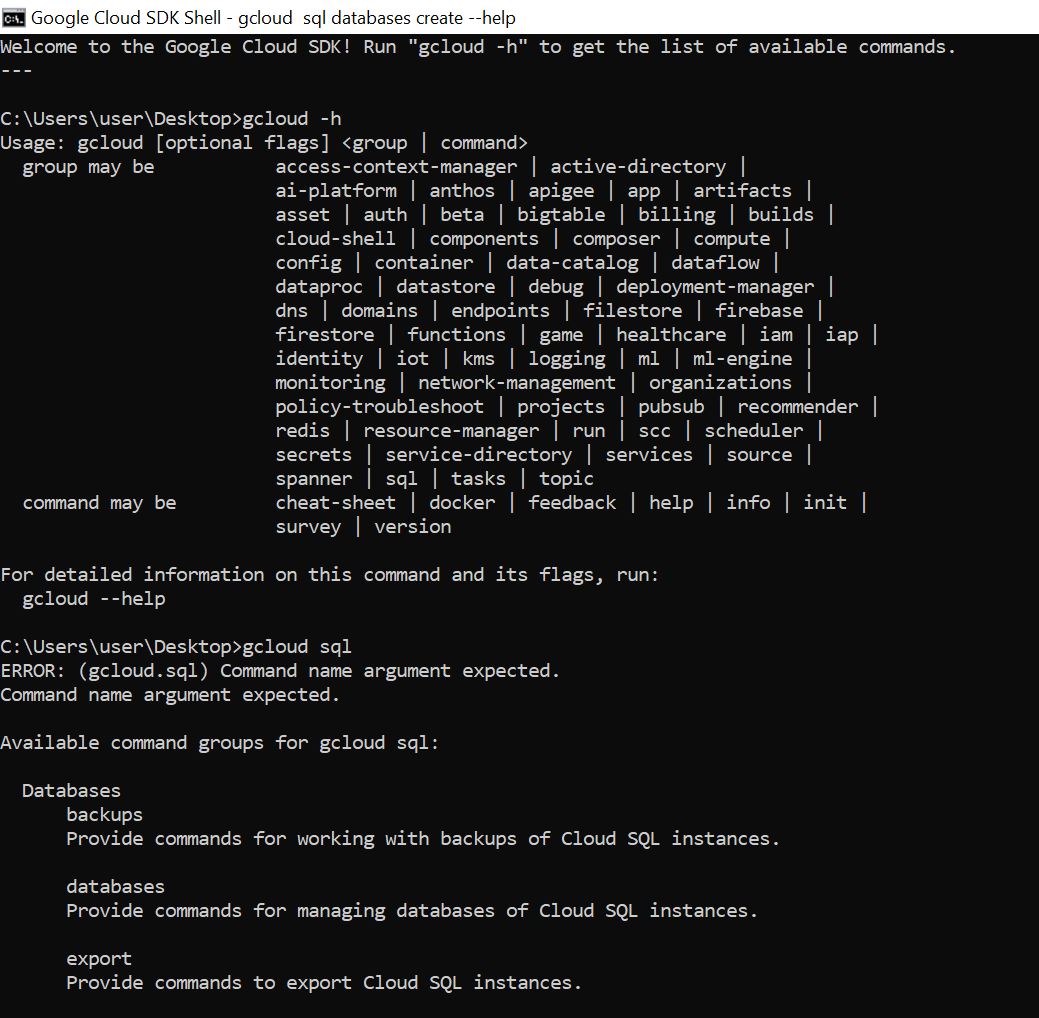 Google Cloud SDK Shell - gcloud  sql databases create --help
Welcome to the Google Cloud SDK! Run "gcloud -h" to get the list of available commands.
---
C:\Users\user\Desktop>gcloud -h
Usage: gcloud [optional flags] <group | command>
  group may be           access-context-manager | active-directory |
                         ai-platform | anthos | apigee | app | artifacts |
                         asset | auth | beta | bigtable | billing | builds |
                         cloud-shell | components | composer | compute |
                         config | container | data-catalog | dataflow |
                         dataproc | datastore | debug | deployment-manager |
                         dns | domains | endpoints | filestore | firebase |
                         firestore | functions | game | healthcare | iam | iap |
                         identity | iot | kms | logging | ml | ml-engine |
                         monitoring | network-management | organizations |
                         policy-troubleshoot | projects | pubsub | recommender |
                         redis | resource-manager | run | scc | scheduler |
                         secrets | service-directory | services | source |
                         spanner | sql | tasks | topic
  command may be         cheat-sheet | docker | feedback | help | info | init |
                         survey | version

For detailed information on this command and its flags, run:
  gcloud --help

C:\Users\user\Desktop>gcloud sql
ERROR: (gcloud.sql) Command name argument expected.
Command name argument expected.

Available command groups for gcloud sql:

  Databases
      backups
      Provide commands for working with backups of Cloud SQL instances.

      databases
      Provide commands for managing databases of Cloud SQL instances.

      export
      Provide commands to export Cloud SQL instances.